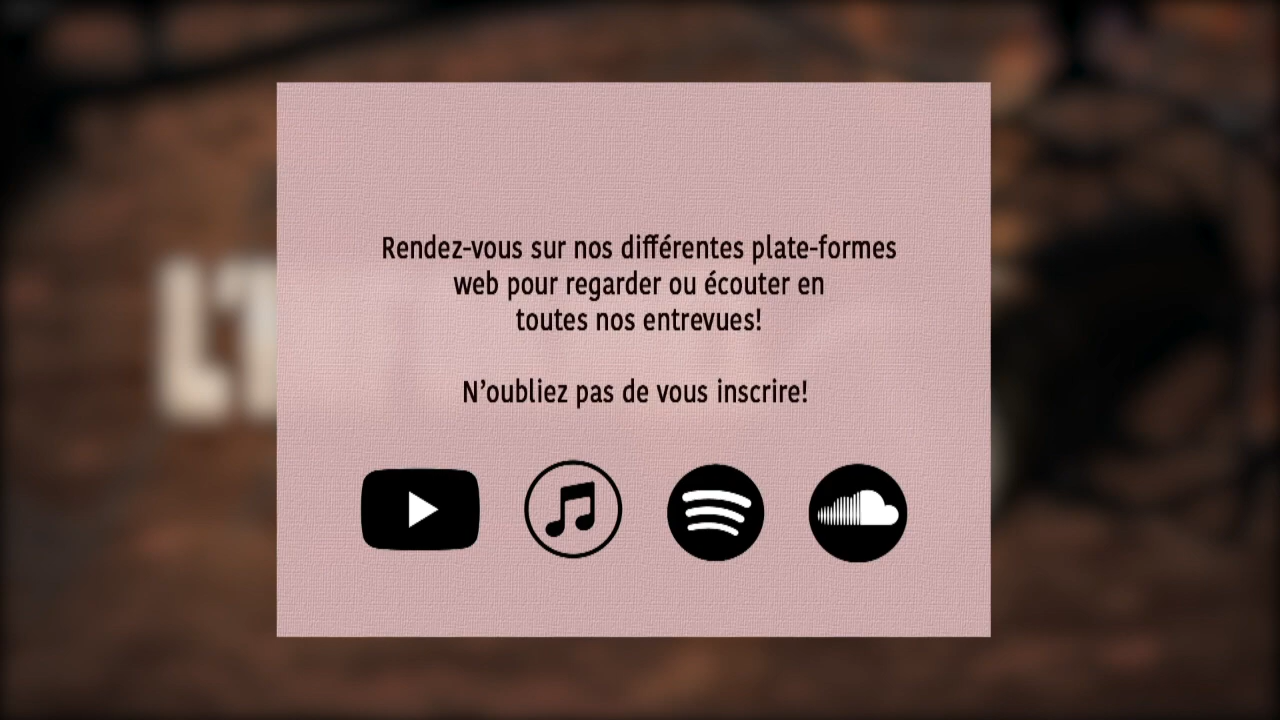 Rendez-vous sur nos différentes plate-formes
web pour regarder ou écouter en
toutes nos entrevues!
N’oubliez pas de vous inscrire!